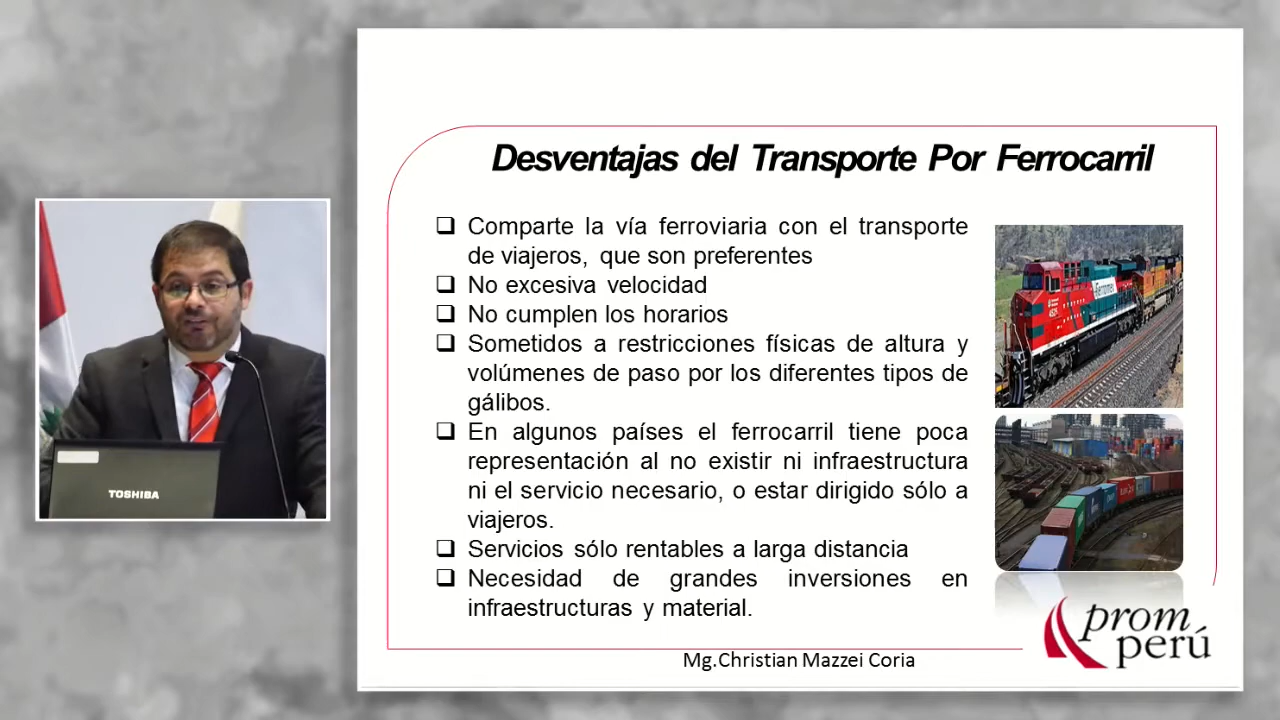 Desventajas del Transporte Por Ferrocarril
❑ Comparte la vía ferroviaria con el transporte
de viajeros, que son preferentes
❑ No excesiva velocidad
❑ No cumplen los horarios
❑ Sometidos a restricciones físicas de altura y
volúmenes de paso por los diferentes tipos de
gálibos.
❑ En algunos países el ferrocarril tiene poca
representación al no existir ni infraestructura
ni el servicio necesario, o estar dirigido sólo a
viajeros.
❑ Servicios sólo rentables a larga distancia
❑ Necesidad de grandes inversiones en
infraestructuras y material.
Mg.Christian Mazzei Coria
prom
perú
TOSHIBA
Ferromex